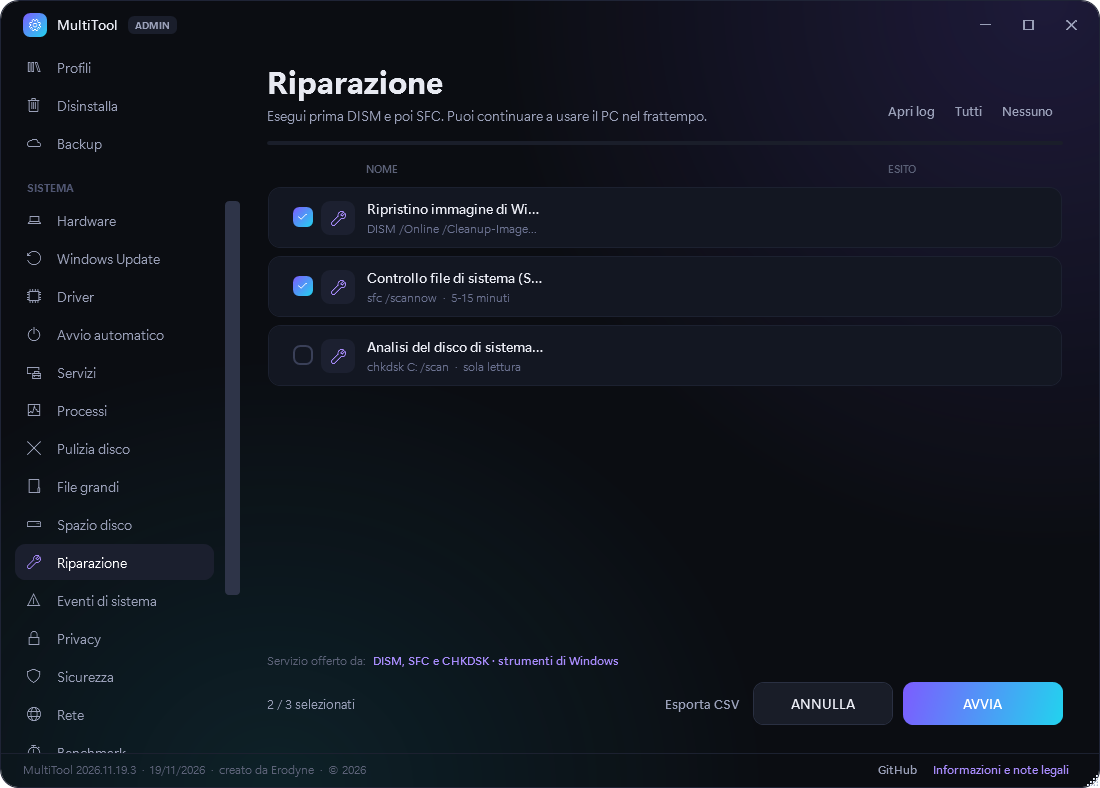 MultiTool ADMIN
Profili
Disinstalla
Backup
SISTEMA
Hardware
Windows Update
Driver
Avvio automatico
Servizi
Processi
Pulizia disco
File grandi
Spazio disco
Riparazione
Eventi di sistema
Privacy
Sicurezza
Rete
Benchmark
Riparazione
Esegui prima DISM e poi SFC. Puoi continuare a usare il PC nel frattempo.
Apri log Tutti Nessuno
NOME ESITO
Ripristino immagine di Wi...
DISM /Online /Cleanup-Image...
Controllo file di sistema (S...
sfc /scannow · 5-15 minuti
Analisi del disco di sistema...
chkdsk C: /scan · sola lettura
Servizio offerto da: DISM, SFC e CHKDSK · strumenti di Windows
2 / 3 selezionati Esporta CSV ANNULLA AVVIA
MultiTool 2026.11.19.3 · 19/11/2026 · creato da Erodyne · © 2026 GitHub Informazioni e note legali